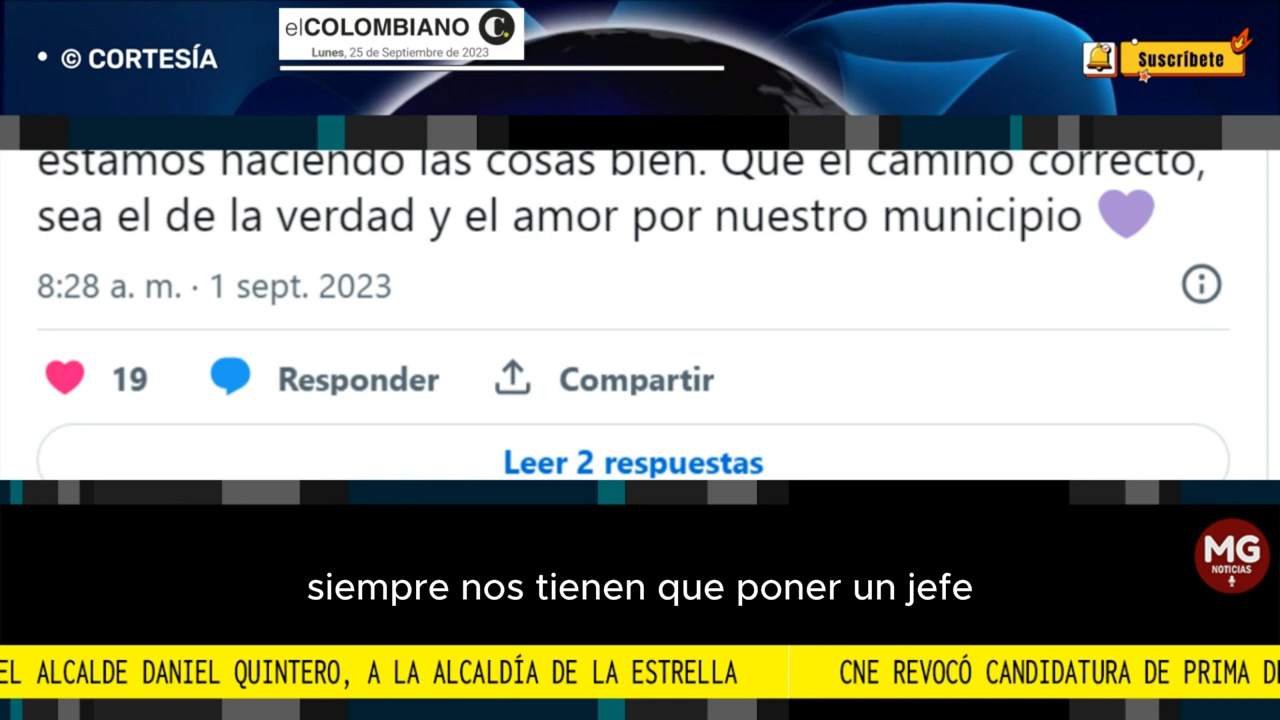 elCOLOMBIANO C.
• © CORTESÍA
Lunes, 25 de Septiembre de 2023
Suscríbete
estamos haciendo las cosas bien. Que el camino correcto,
sea el de la verdad y el amor por nuestro municipio 💜
8:28 a. m. · 1 sept. 2023
19 Responder Compartir
Leer 2 respuestas
MG
NOTICIAS
siempre nos tienen que poner un jefe
EL ALCALDE DANIEL QUINTERO, A LA ALCALDÍA DE LA ESTRELLA CNE REVOCÓ CANDIDATURA DE PRIMA DE